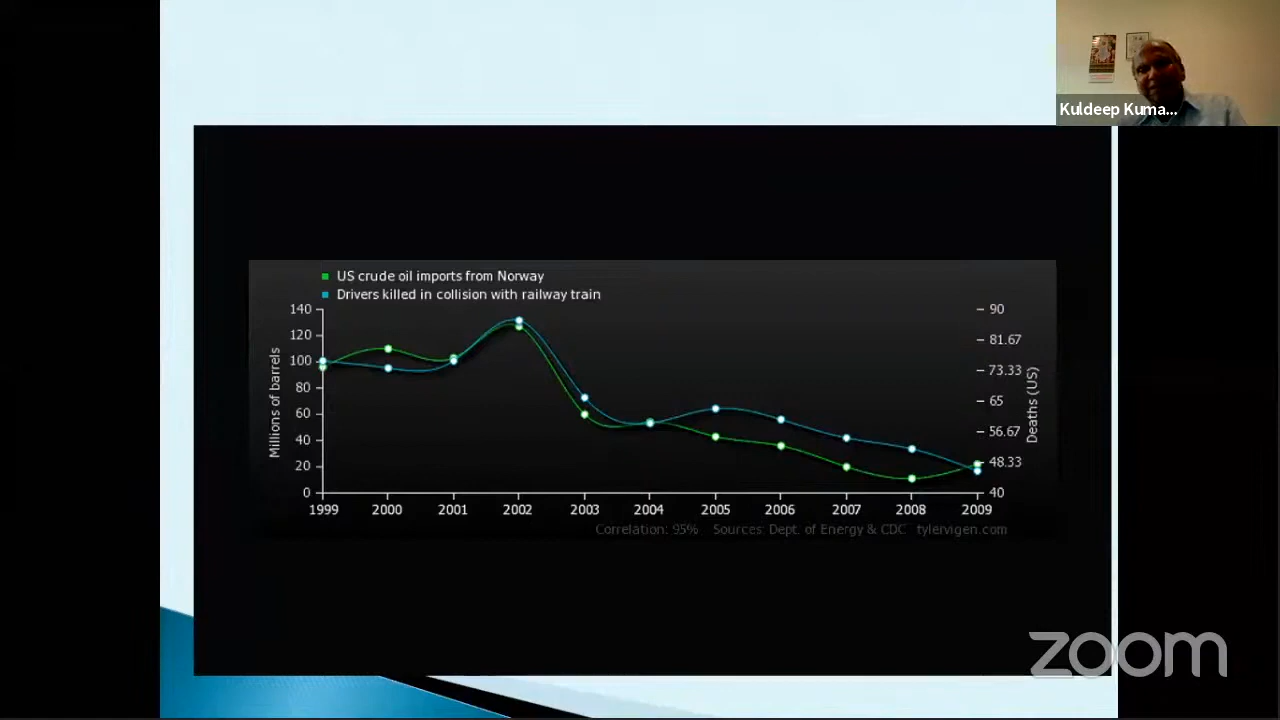 Kuldeep Kuma...
US crude oil imports from Norway
Drivers killed in collision with railway train
Millions of barrels
140
120
100
80
60
40
20
0
90
81.67
73.33
65
56.67
48.33
40
Deaths (US)
1999 2000 2001 2002 2003 2004 2005 2006 2007 2008 2009
Correlation: 95% Sources: Dept. of Energy & CDC tylervigen.com
zoom